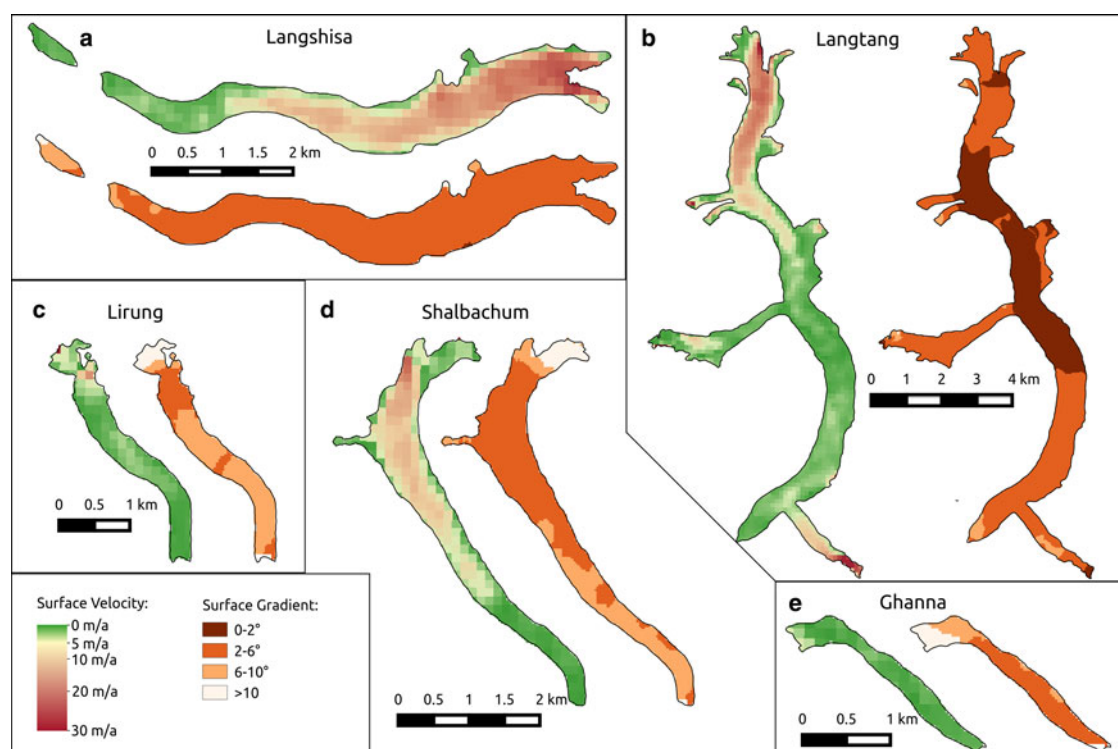 a
Langshisa
0 0.5 1 1.5 2 km
b
Langtang
0 1 2 3 4 km
c
Lirung
0 0.5 1 km
d
Shalbachum
0 0.5 1 1.5 2 km
Surface Velocity:
0 m/a
5 m/a
10 m/a
20 m/a
30 m/a
Surface Gradient:
0-2°
2-6°
6-10°
>10
e
Ghanna
0 0.5 1 km